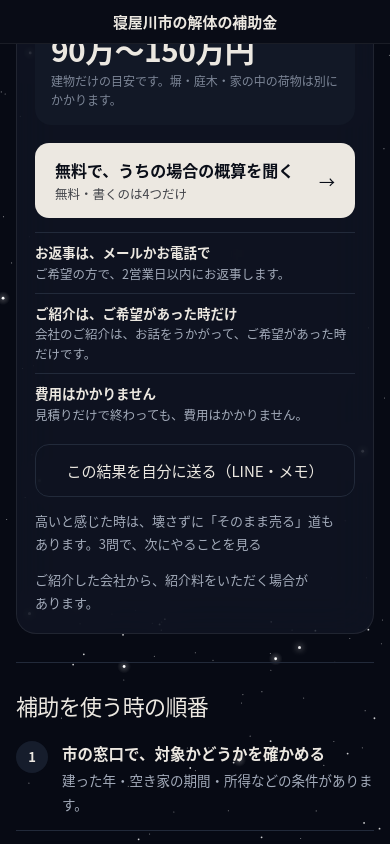 寝屋川市の解体の補助金
90万〜150万円
建物だけの目安です。塀・庭木・家の中の荷物は別に
かかります。
無料で、うちの場合の概算を聞く
無料・書くのは4つだけ
→
お返事は、メールかお電話で
ご希望の方で、2営業日以内にお返事します。
ご紹介は、ご希望があった時だけ
会社のご紹介は、お話をうかがって、ご希望があった時
だけです。
費用はかかりません
見積りだけで終わっても、費用はかかりません。
この結果を自分に送る（LINE・メモ）
高いと感じた時は、壊さずに「そのまま売る」道も
あります。3問で、次にやることを見る
ご紹介した会社から、紹介料をいただく場合が
あります。
補助を使う時の順番
1
市の窓口で、対象かどうかを確かめる
建った年・空き家の期間・所得などの条件がありま
す。